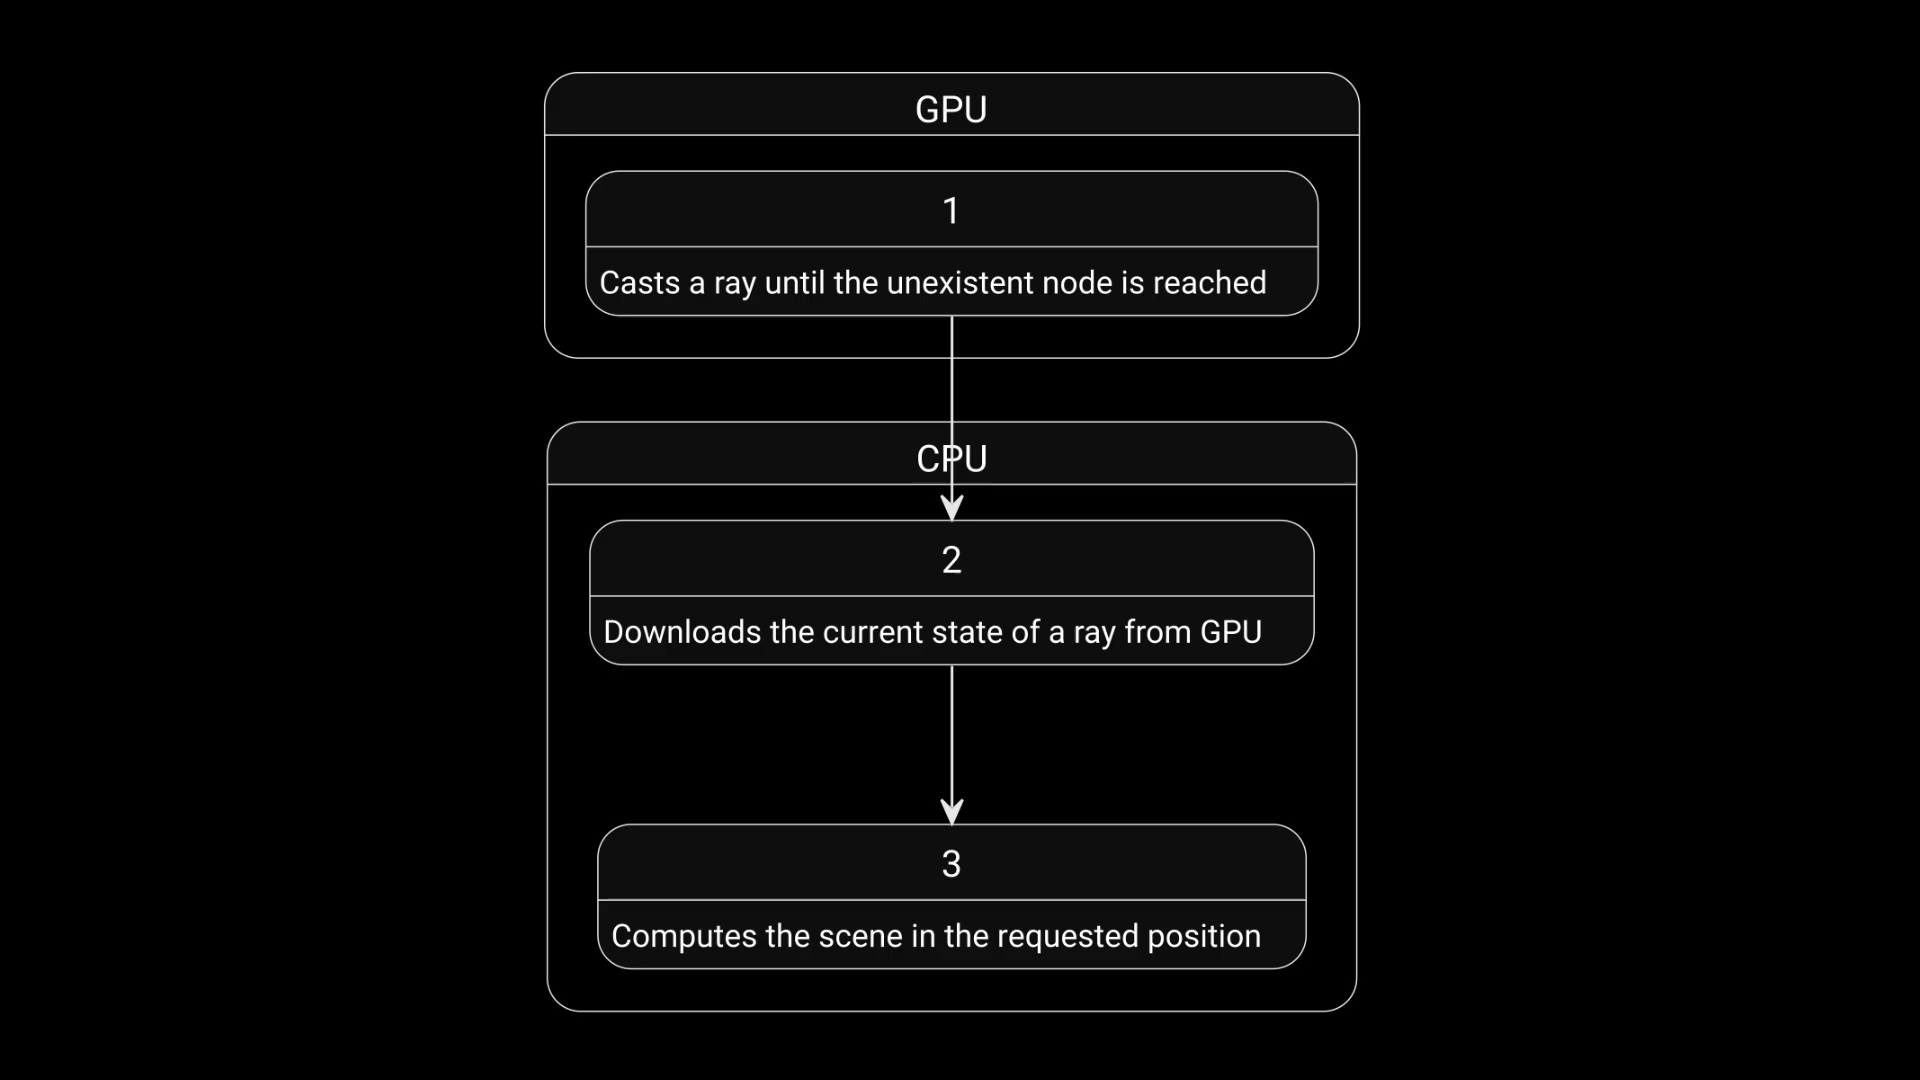 GPU
1
Casts a ray until the unexistent node is reached
CPU
2
Downloads the current state of a ray from GPU
3
Computes the scene in the requested position